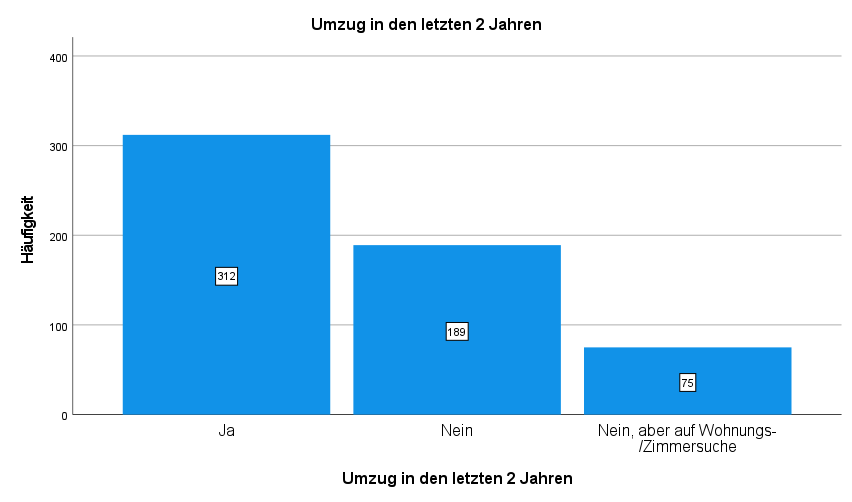 Umzug in den letzten 2 Jahren
400
300
200
100
0
Häufigkeit
312
189
75
Ja
Nein
Nein, aber auf Wohnungs-
/Zimmersuche
Umzug in den letzten 2 Jahren